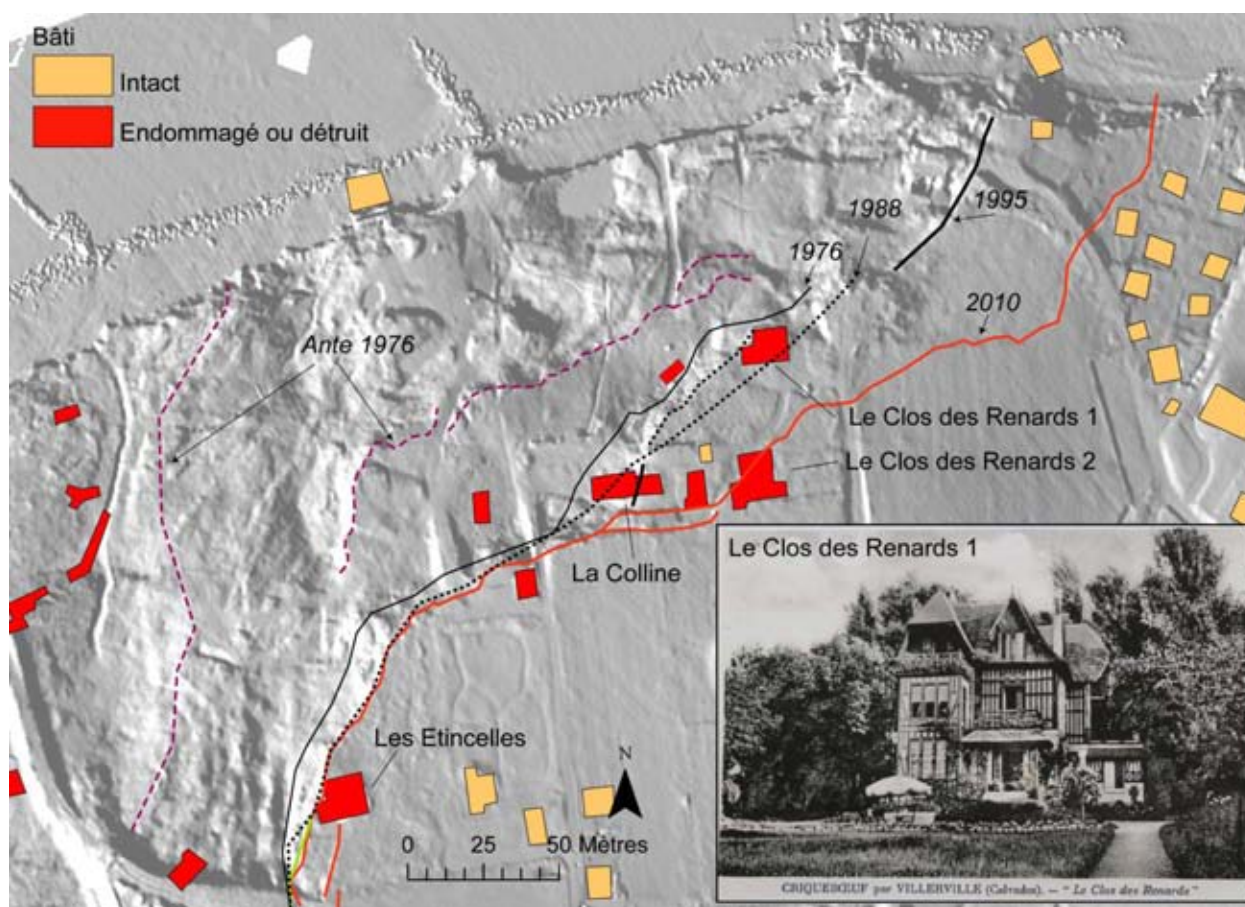 Bâti
Intact
Endommagé ou détruit
1988
1995
1976
2010
Ante 1976
Le Clos des Renards 1
Le Clos des Renards 2
La Colline
Les Etincelles
N
0 25 50 Mètres
Le Clos des Renards 1
CRIQUEBŒUF par VILLERVILLE (Calvados). — "Le Clos des Renards"